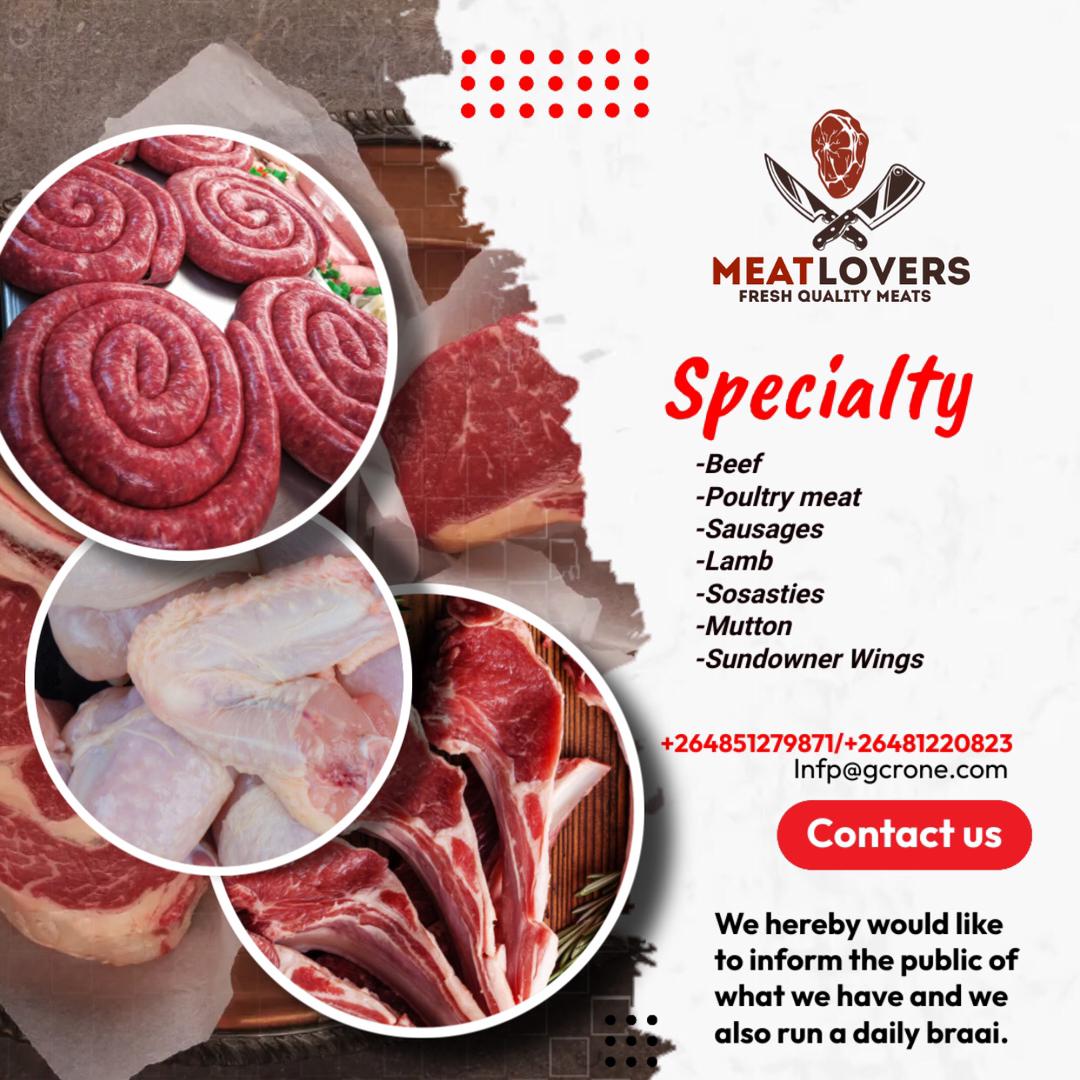 MEATLOVERS
FRESH QUALITY MEATS
Specialty
-Beef
-Poultry meat
-Sausages
-Lamb
-Sosasties
-Mutton
-Sundowner Wings
+264851279871/+26481220823
Infp@gcrone.com
Contact us
We hereby would like
to inform the public of
what we have and we
also run a daily braai.